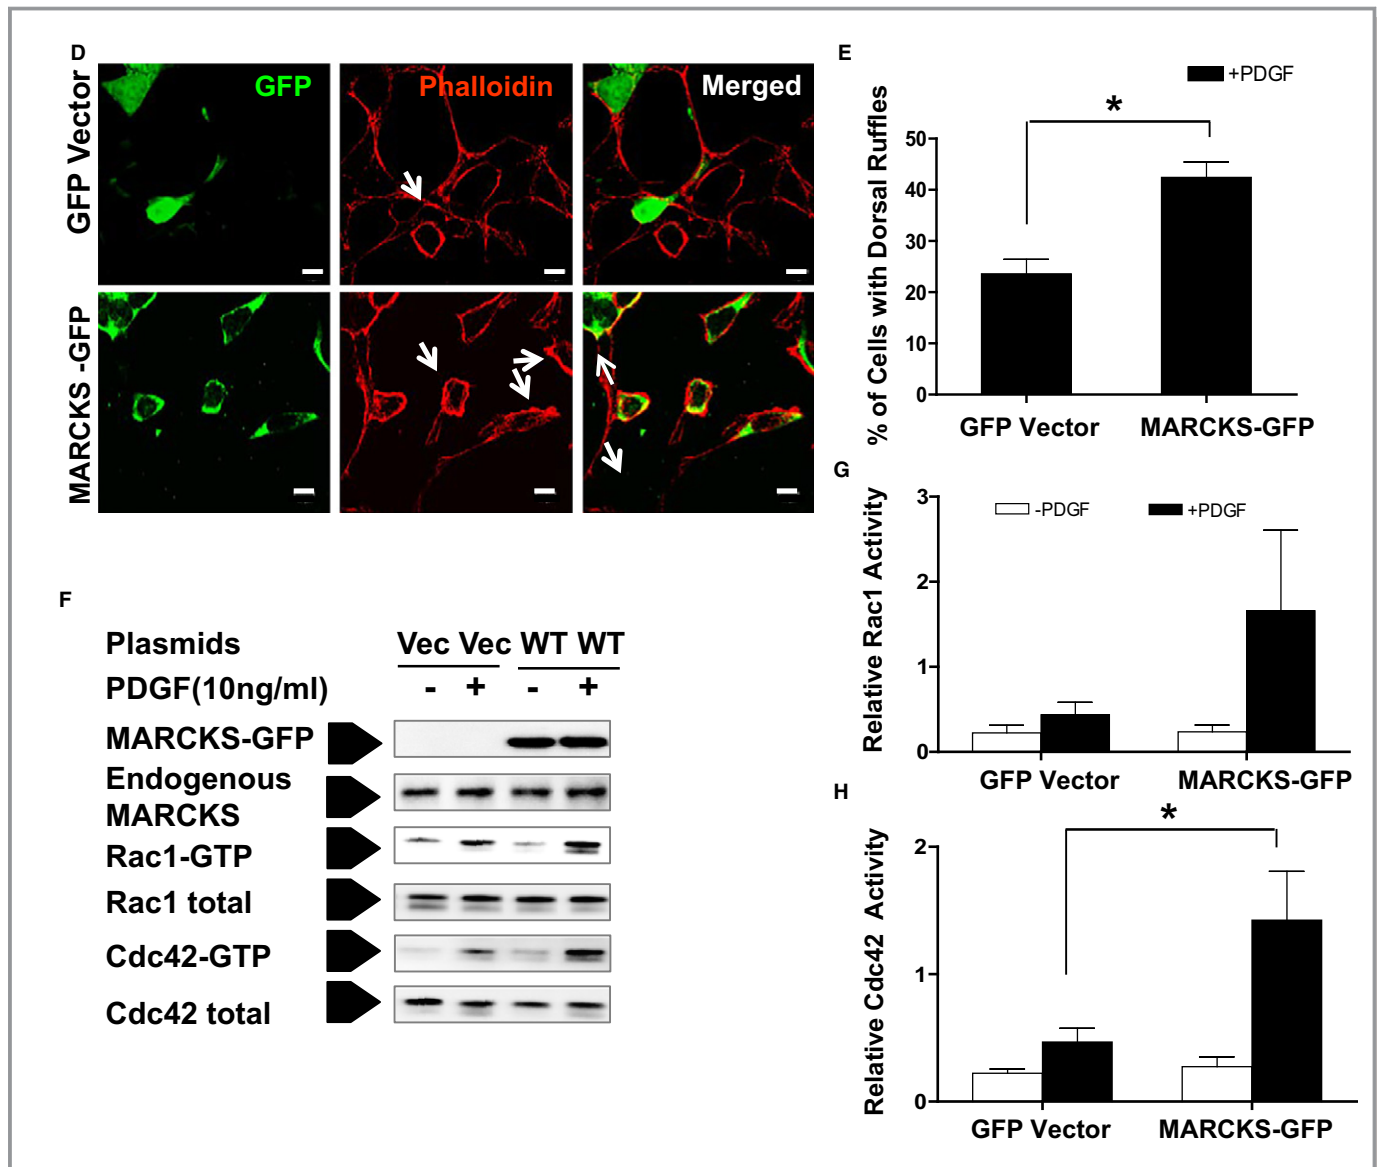 D
GFP Vector
GFP
Phalloidin
Merged
MARCKS -GFP
E
+PDGF
*
% of Cells with Dorsal Ruffles
50
40
30
20
10
0
GFP Vector
MARCKS-GFP
F
Plasmids
Vec Vec WT WT
PDGF(10ng/ml)
- + - +
MARCKS-GFP
Endogenous
MARCKS
Rac1-GTP
Rac1 total
Cdc42-GTP
Cdc42 total
G
Relative Rac1 Activity
3
2
1
0
-PDGF
+PDGF
GFP Vector
MARCKS-GFP
H
*
Relative Cdc42 Activity
2
1
0
GFP Vector
MARCKS-GFP